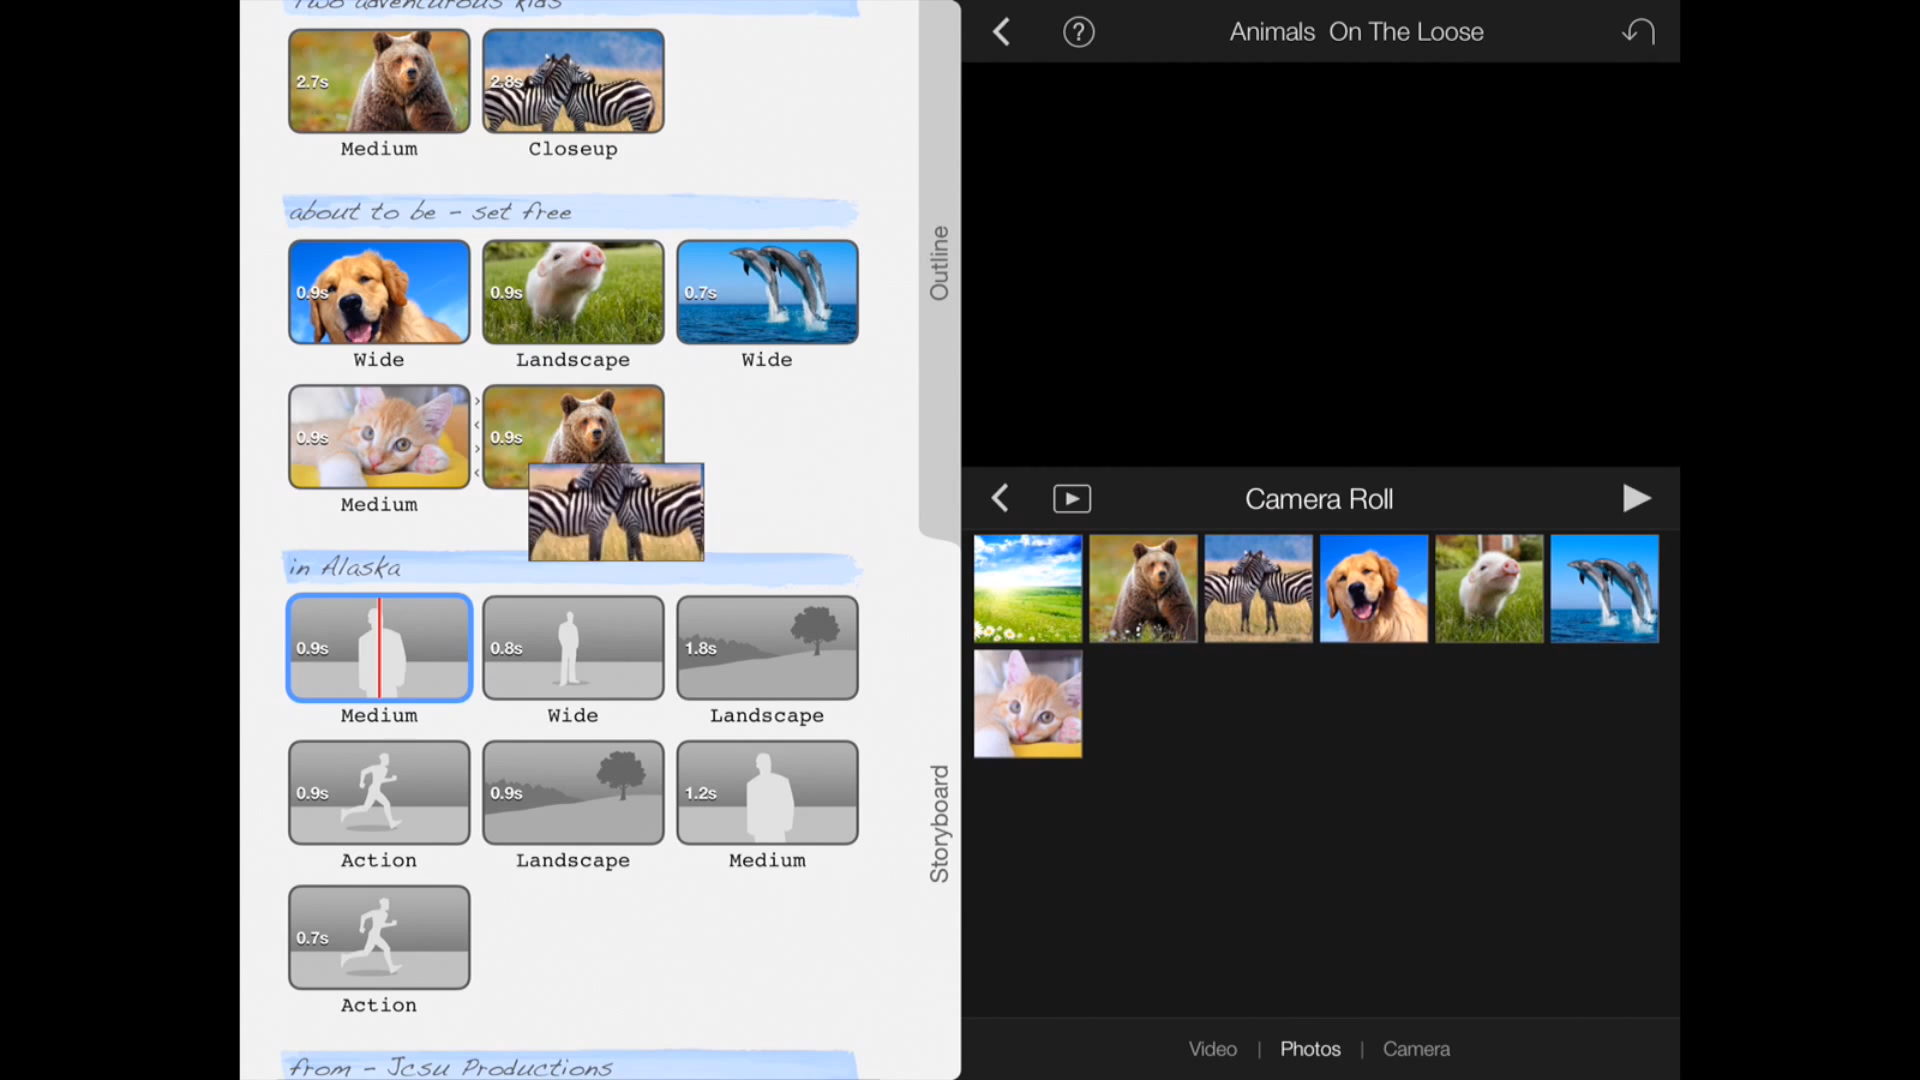 Two adventurous kids
2.7s
2.8s
Medium
Closeup
about to be - set free
0.9s
0.9s
0.7s
Wide
Landscape
Wide
0.9s
0.9s
Medium
in Alaska
0.9s
0.8s
1.8s
Medium
Wide
Landscape
0.9s
0.9s
1.2s
Action
Landscape
Medium
0.7s
Action
from - Jcsu Productions
Outline
Storyboard
?
Animals On The Loose
Camera Roll
Video | Photos | Camera